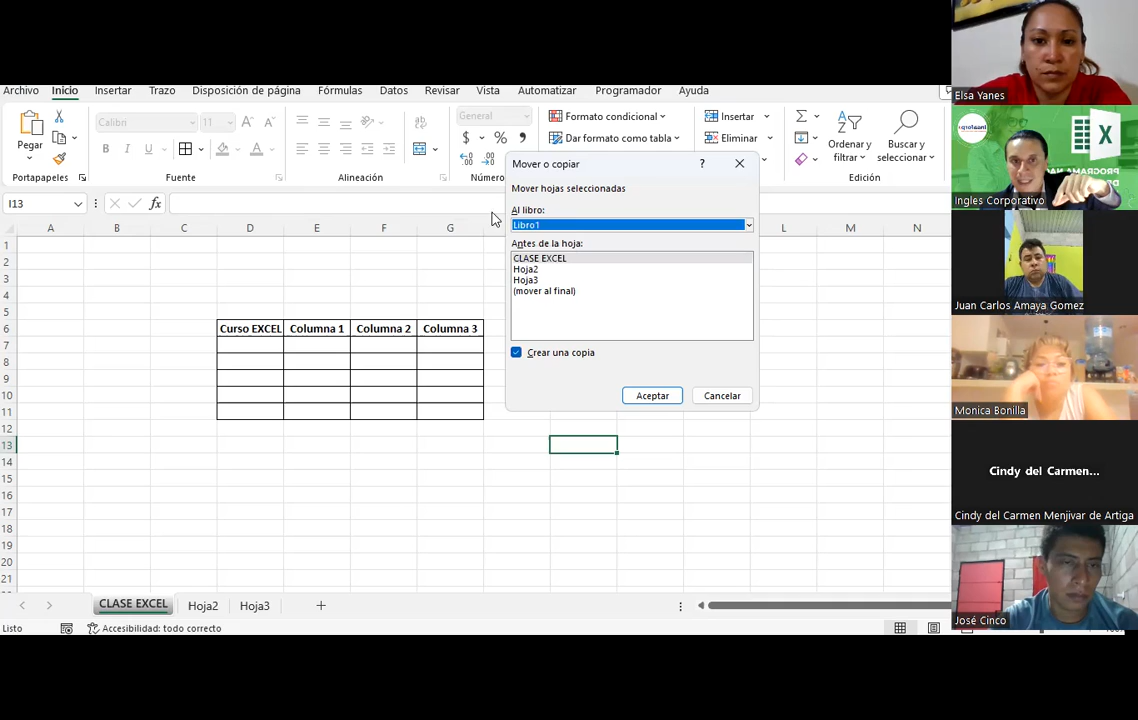 Archivo Inicio Insertar Trazo Disposición de página Fórmulas Datos Revisar Vista Automatizar Programador Ayuda
Pegar
Calibri 11
General
Formato condicional
Dar formato como tabla
Insertar
Eliminar
Ordenar y
filtrar
Buscar y
seleccionar
Portapapeles Fuente Alineación Número Edición
I13 fx
A B C D E F G L M N
1
2
3
4
5
6 Curso EXCEL Columna 1 Columna 2 Columna 3
7
8
9
10
11
12
13
14
15
16
17
18
19
20
21
Mover o copiar ?
Mover hojas seleccionadas
Al libro:
Libro1
Antes de la hoja:
CLASE EXCEL
Hoja2
Hoja3
(mover al final)
Crear una copia
Aceptar Cancelar
CLASE EXCEL Hoja2 Hoja3 +
Listo Accesibilidad: todo correcto
Elsa Yanes
Ingles Corporativo
Juan Carlos Amaya Gomez
Monica Bonilla
Cindy del Carmen...
Cindy del Carmen Menjivar de Artiga
José Cinco